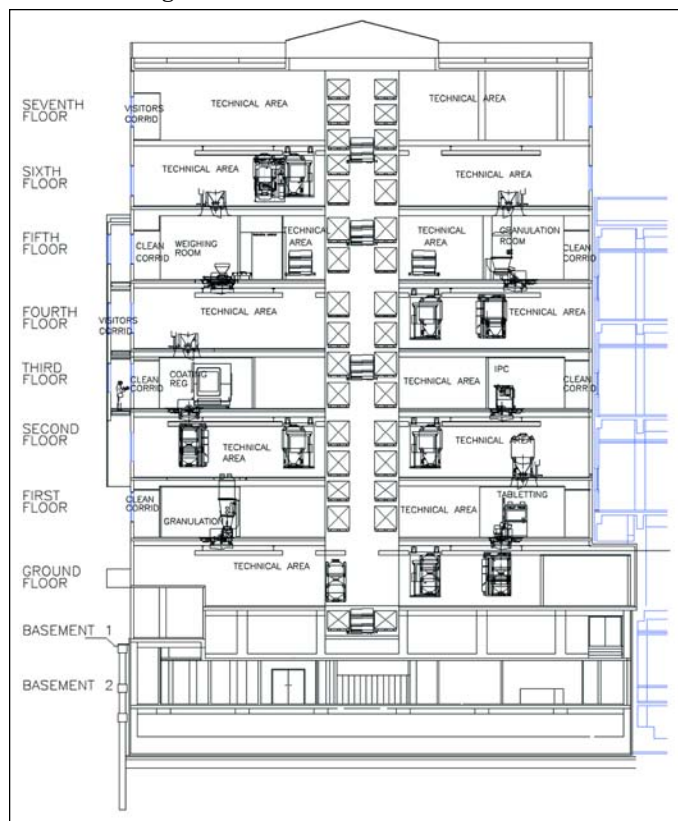 SEVENTH
FLOOR
VISITORS
CORRID
TECHNICAL AREA
TECHNICAL AREA
SIXTH
FLOOR
TECHNICAL AREA
TECHNICAL AREA
FIFTH
FLOOR
CLEAN
CORRID
WEIGHING
ROOM
TECHNICAL
AREA
TECHNICAL
AREA
GRANULATION
ROOM
CLEAN
CORRID
FOURTH
FLOOR
VISITORS
CORRID
TECHNICAL AREA
TECHNICAL AREA
THIRD
FLOOR
CLEAN
CORRID
COATING
REG
TECHNICAL AREA
IPC
CLEAN
CORRID
SECOND
FLOOR
TECHNICAL
AREA
TECHNICAL AREA
FIRST
FLOOR
CLEAN
CORRID
GRANULATION
TECHNICAL
AREA
TABLETTING
GROUND
FLOOR
TECHNICAL AREA
BASEMENT 1
BASEMENT 2